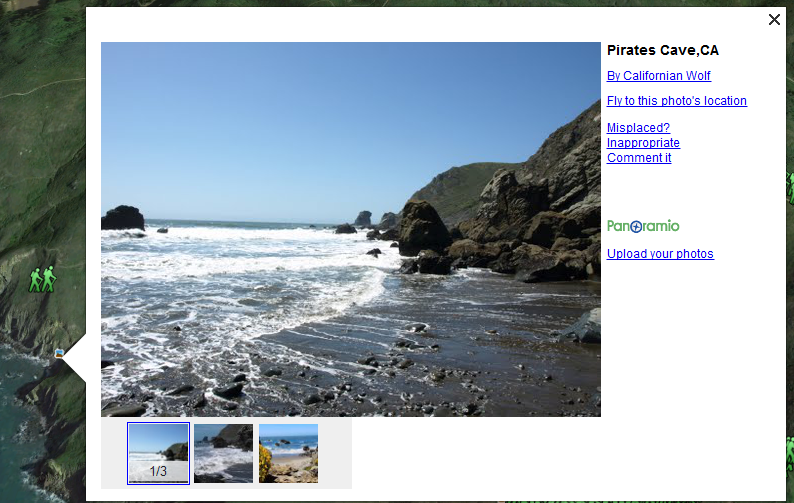 Pirates Cave,CA
By Californian Wolf
Fly to this photo's location
Misplaced?
Inappropriate
Comment it
Panoramio
Upload your photos
1/3